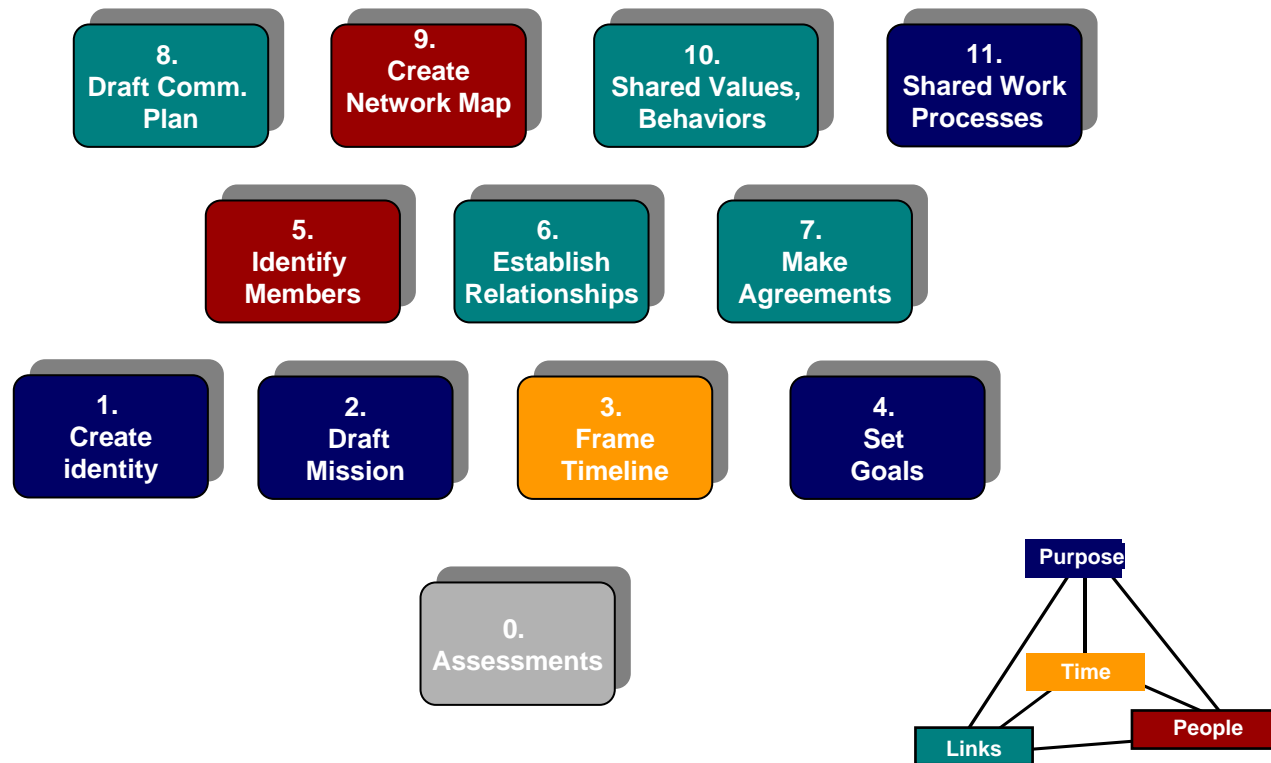 8.
Draft Comm.
Plan
9.
Create
Network Map
10.
Shared Values,
Behaviors
11.
Shared Work
Processes
5.
Identify
Members
6.
Establish
Relationships
7.
Make
Agreements
1.
Create
identity
2.
Draft
Mission
3.
Frame
Timeline
4.
Set
Goals
0.
Assessments
Purpose
Time
People
Links